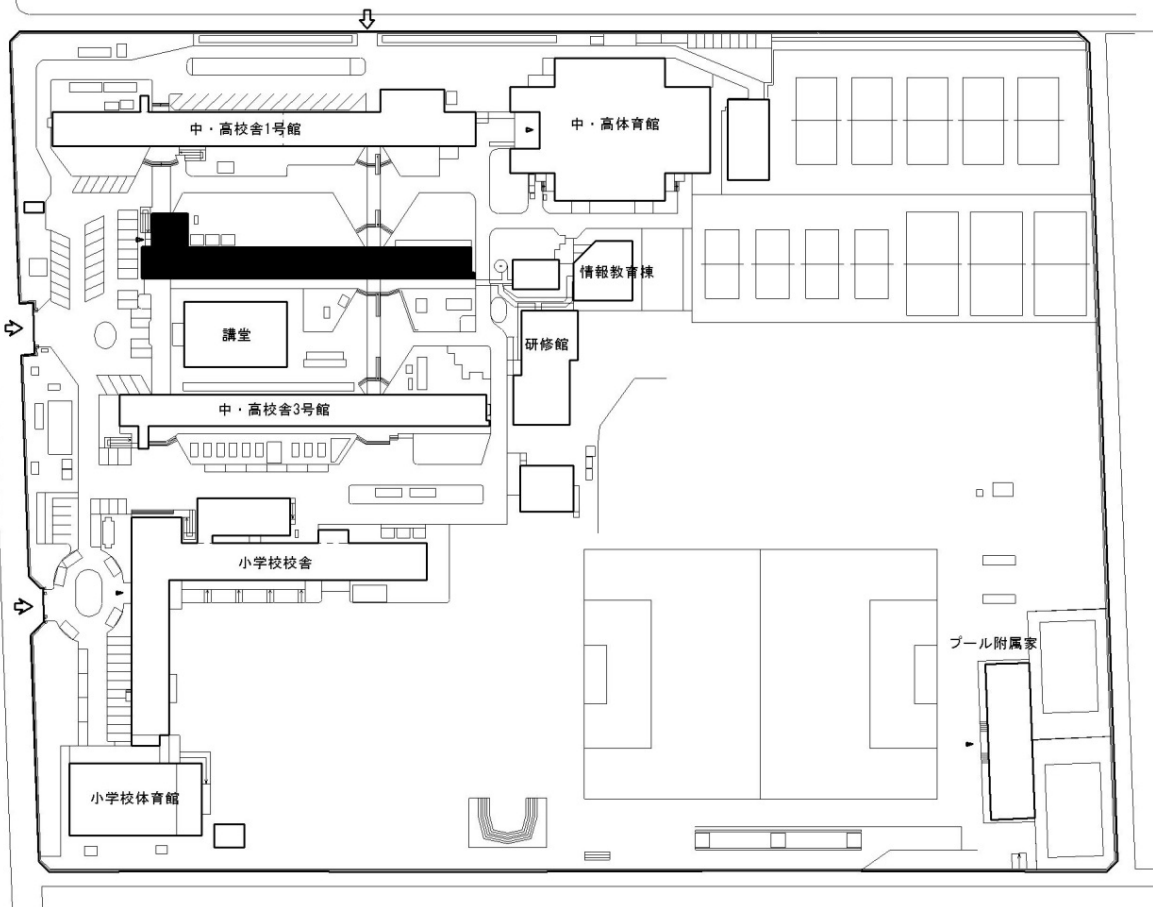 中・高校舎1号館
中・高体育館
情報教育棟
講堂
研修館
中・高校舎3号館
小学校校舎
プール附属家
小学校体育館